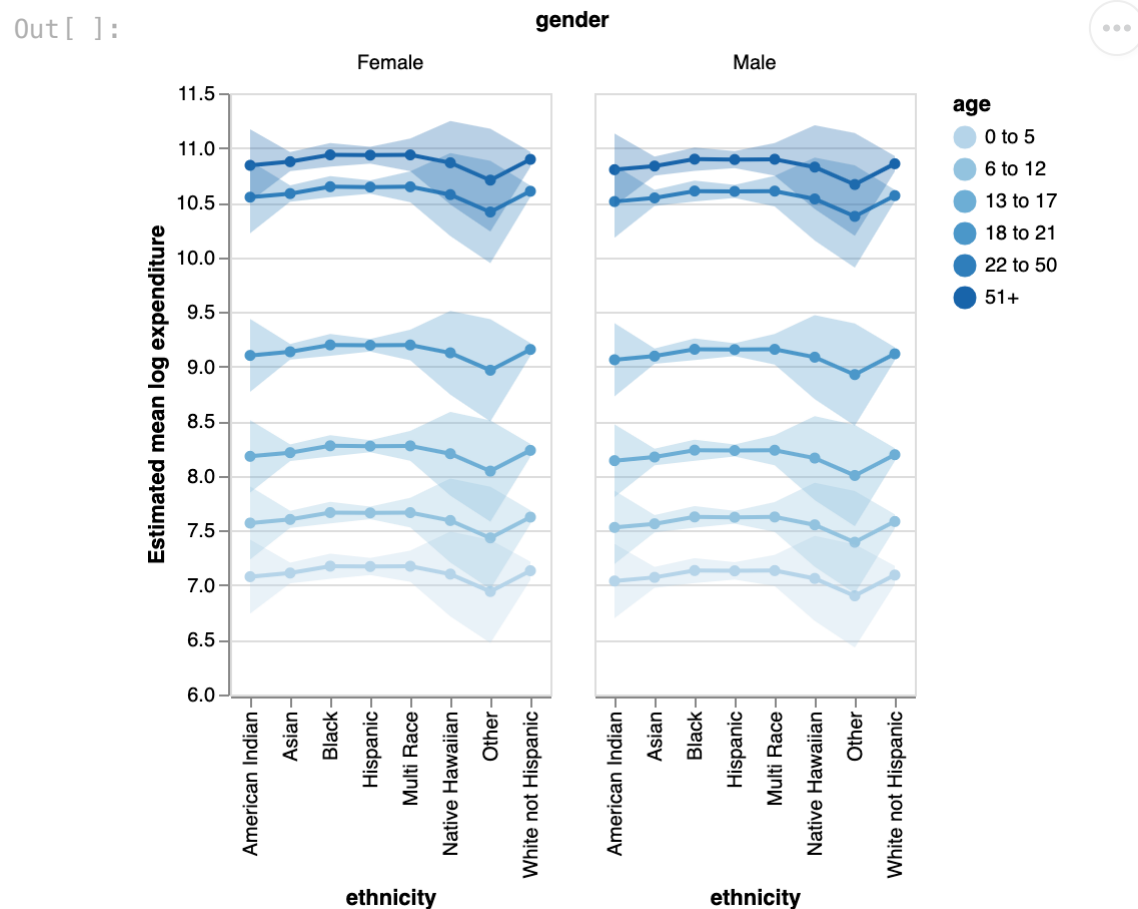 Out[ ]:
gender
Female
Male
Estimated mean log expenditure
11.5
11.0
10.5
10.0
9.5
9.0
8.5
8.0
7.5
7.0
6.5
6.0
American Indian
Asian
Black
Hispanic
Multi Race
Native Hawaiian
Other
White not Hispanic
ethnicity
American Indian
Asian
Black
Hispanic
Multi Race
Native Hawaiian
Other
White not Hispanic
ethnicity
age
0 to 5
6 to 12
13 to 17
18 to 21
22 to 50
51+